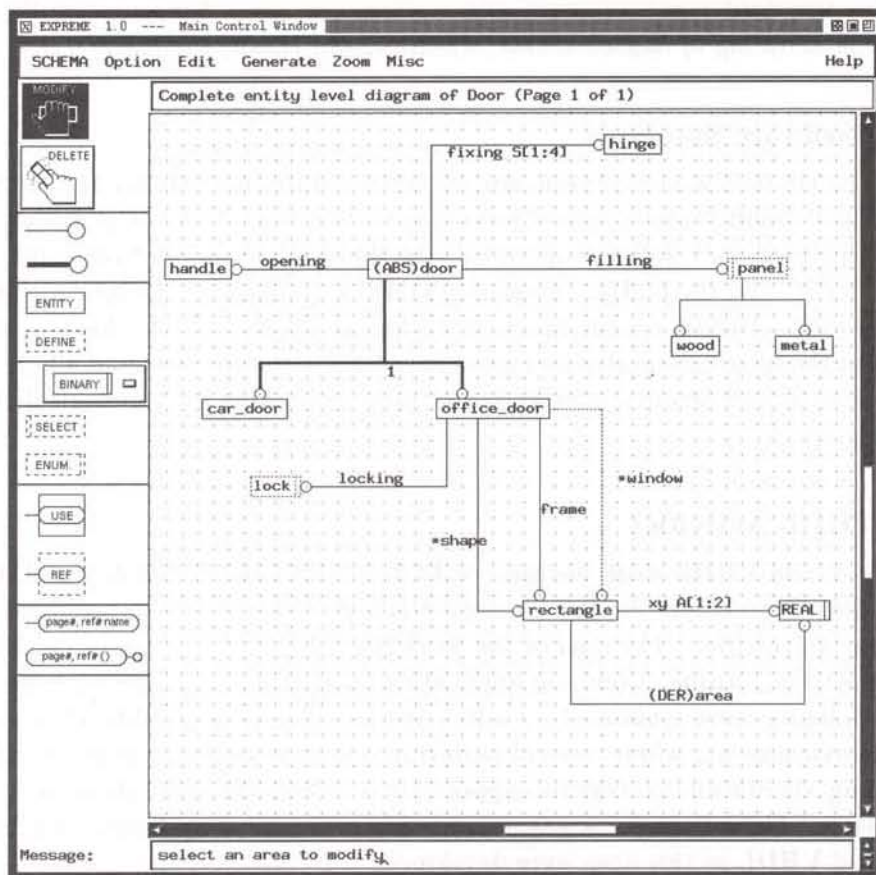 EXPREME 1.0 --- Main Control Window
SCHEMA Option Edit Generate Zoom Misc Help
MODIFY
DELETE
ENTITY
DEFINE
BINARY
SELECT
ENUM.
USE
REF
page#, ref# name
page#, ref# ()
Complete entity level diagram of Door (Page 1 of 1)
fixing S[1:4]
hinge
handle
opening
(ABS)door
filling
panel
wood
metal
1
car_door
office_door
lock
locking
*window
frame
*shape
rectangle
xy A[1:2]
REAL
(DER)area
Message:
select an area to modify